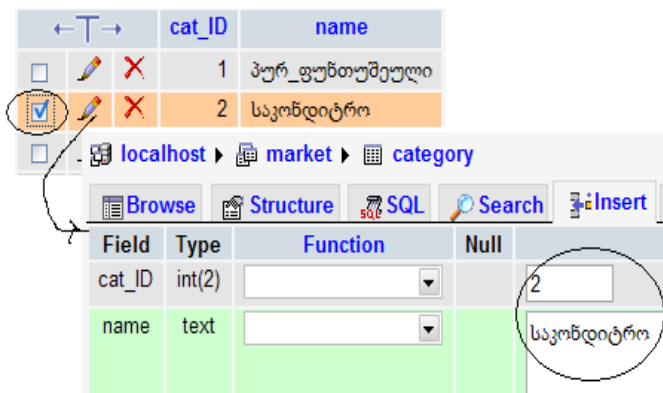 ←T→ cat_ID name
1 პურ_ფუნთუშეული
2 საკონდიტრო
localhost ▸ market ▸ category
Browse Structure SQL Search Insert
Field Type Function Null
cat_ID int(2) 2
name text საკონდიტრო